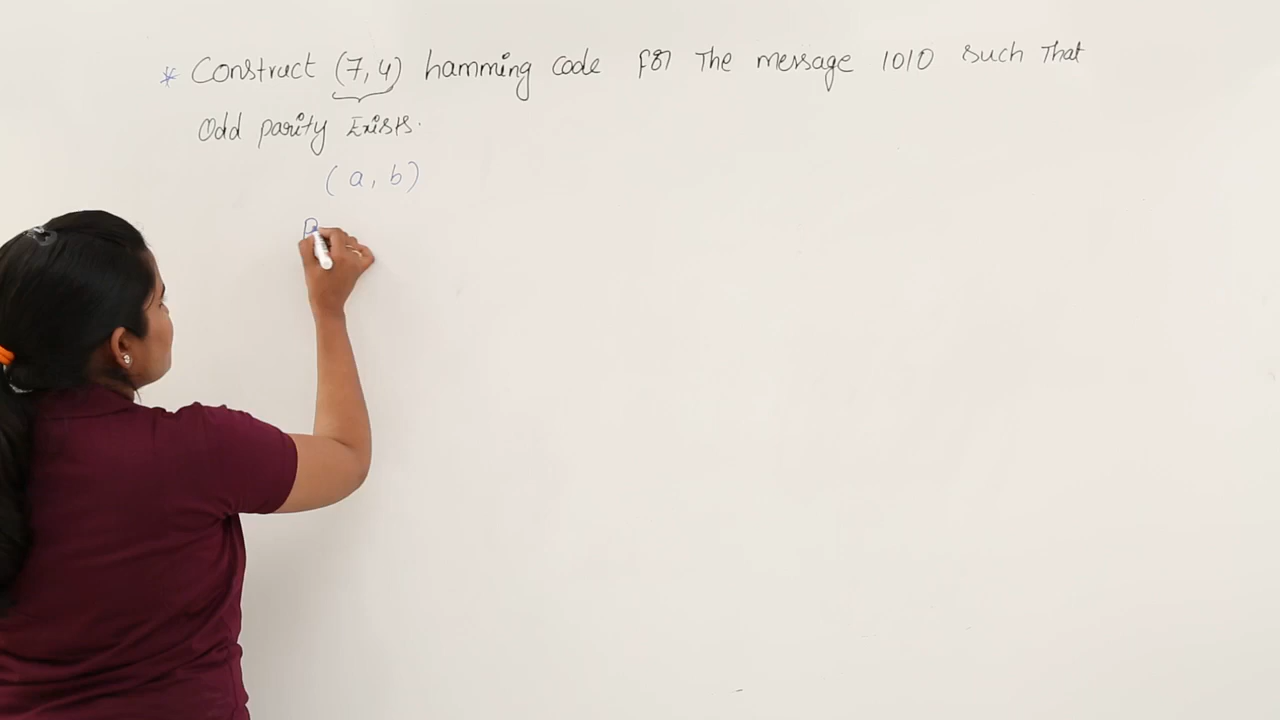 * Construct (7,4) hamming code for The message 1010 such that
Odd parity Exists.
(a, b)